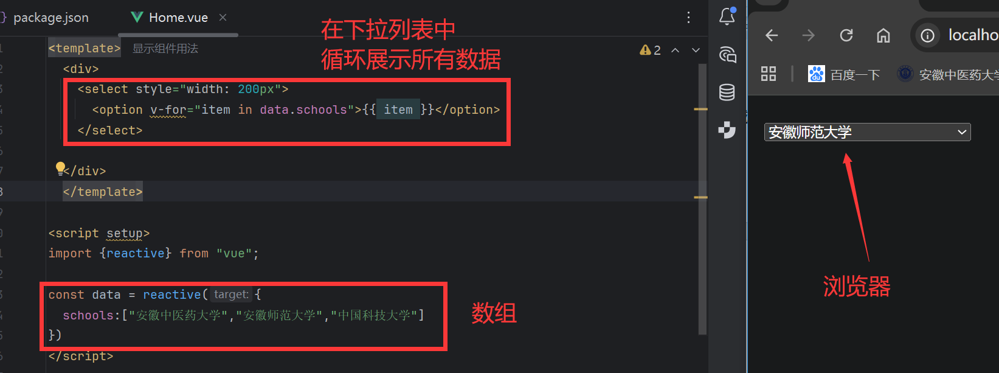 package.json
Home.vue
在下拉列表中
循环展示所有数据
<template> 显示组件用法
2
<div>
<select style="width: 200px">
<option v-for="item in data.schools">{{ item }}</option>
</select>
</div>
</template>
<script setup>
import {reactive} from "vue";
const data = reactive( target: {
schools:["安徽中医药大学","安徽师范大学","中国科技大学"]
})
</script>
数组
localho
百度一下
安徽中医药大学
安徽师范大学
浏览器